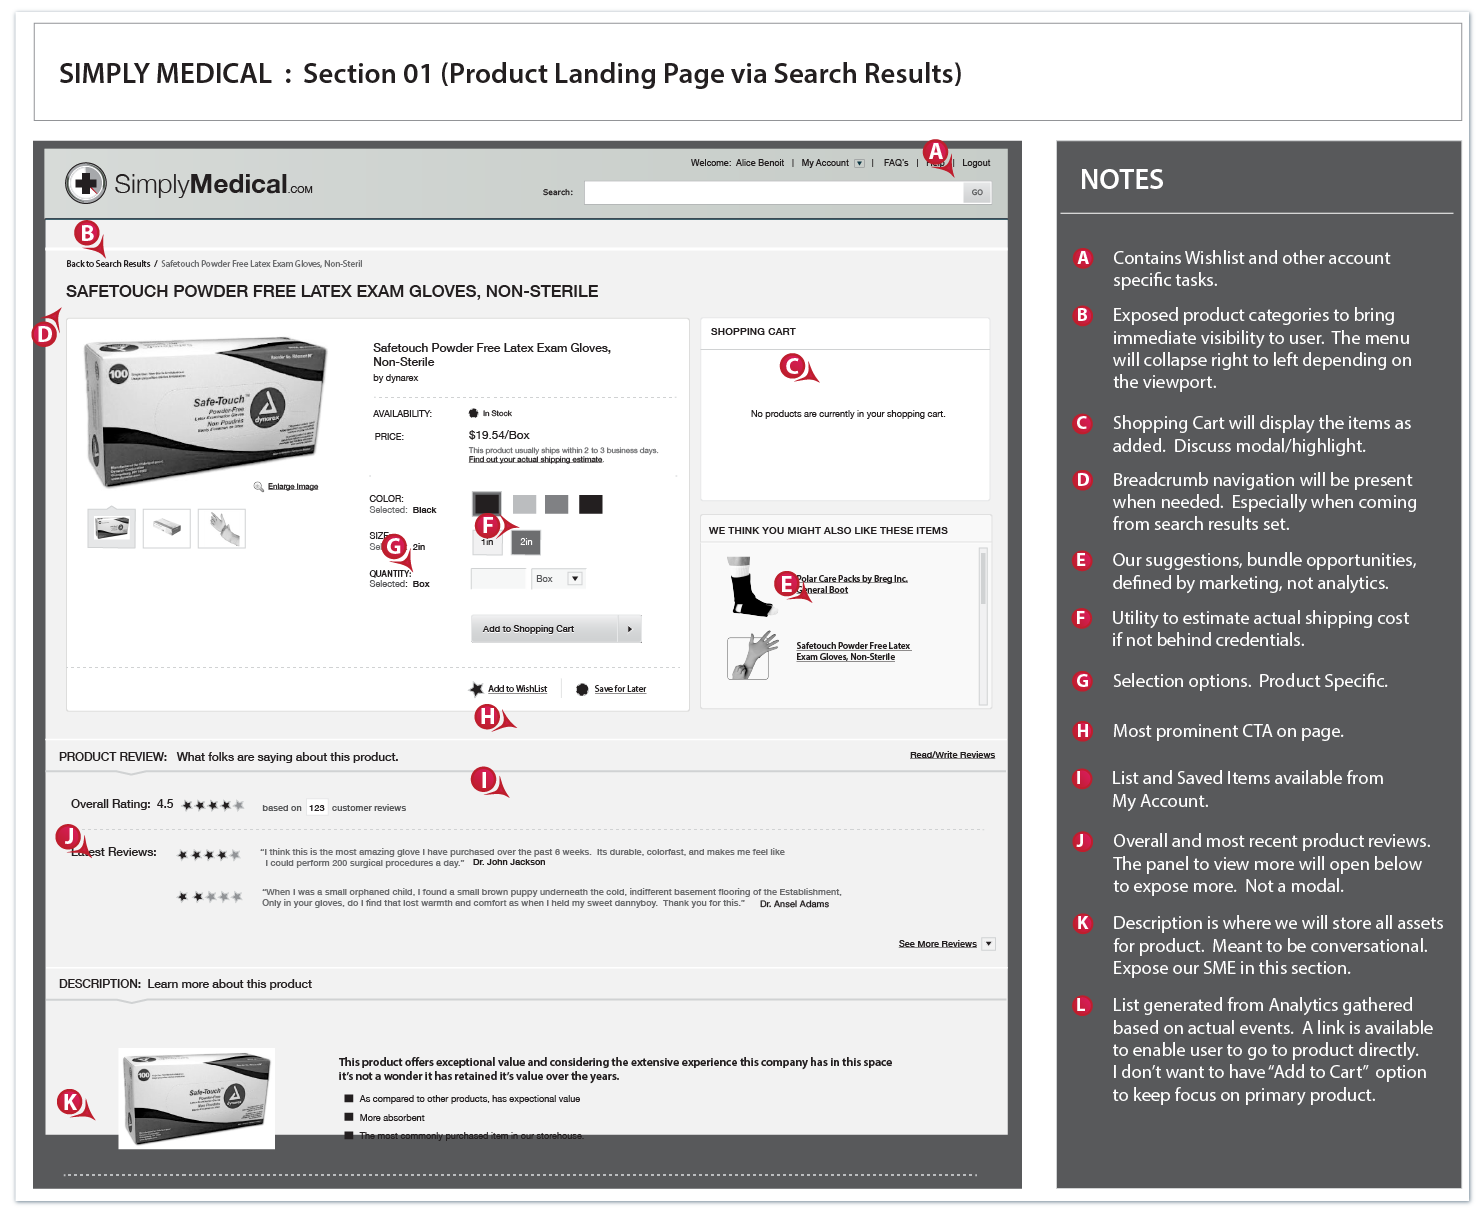 SIMPLY MEDICAL : Section 01 (Product Landing Page via Search Results)
Welcome: Alice Benoit | My Account | FAQ's | Help | Logout
A
SimplyMedical.COM
Search:
GO
B
Back to Search Results / Safetouch Powder Free Latex Exam Gloves, Non-Steril
SAFETOUCH POWDER FREE LATEX EXAM GLOVES, NON-STERILE
D
100
Safe-Touch
Powder-Free
Latex Examination Gloves
Non Poudres
dynarex
Enlarge Image
Safetouch Powder Free Latex Exam Gloves,
Non-Sterile
by dynarex
AVAILABILITY: In Stock
PRICE: $19.54/Box
This product usually ships within 2 to 3 business days.
Find out your actual shipping estimate.
COLOR:
Selected: Black
F
SIZE
1in 2in
G
2in
QUANTITY:
Selected: Box
Box
Add to Shopping Cart
Add to WishList
Save for Later
H
SHOPPING CART
C
No products are currently in your shopping cart.
WE THINK YOU MIGHT ALSO LIKE THESE ITEMS
E
Polar Care Packs by Breg Inc.
General Boot
Safetouch Powder Free Latex
Exam Gloves, Non-Sterile
PRODUCT REVIEW: What folks are saying about this product.
Read/Write Reviews
I
Overall Rating: 4.5
based on 123 customer reviews
J
Latest Reviews:
"I think this is the most amazing glove I have purchased over the past 6 weeks. Its durable, colorfast, and makes me feel like
I could perform 200 surgical procedures a day." Dr. John Jackson
"When I was a small orphaned child, I found a small brown puppy underneath the cold, indifferent basement flooring of the Establishment,
Only in your gloves, do I find that lost warmth and comfort as when I held my sweet dannyboy. Thank you for this." Dr. Ansel Adams
See More Reviews
DESCRIPTION: Learn more about this product
K
100
Safe-Touch
dynarex
This product offers exceptional value and considering the extensive experience this company has in this space
it's not a wonder it has retained it's value over the years.
As compared to other products, has expectional value
More absorbent
The most commonly purchased item in our storehouse.
NOTES
A Contains Wishlist and other account
specific tasks.
B Exposed product categories to bring
immediate visibility to user. The menu
will collapse right to left depending on
the viewport.
C Shopping Cart will display the items as
added. Discuss modal/highlight.
D Breadcrumb navigation will be present
when needed. Especially when coming
from search results set.
E Our suggestions, bundle opportunities,
defined by marketing, not analytics.
F Utility to estimate actual shipping cost
if not behind credentials.
G Selection options. Product Specific.
H Most prominent CTA on page.
I List and Saved Items available from
My Account.
J Overall and most recent product reviews.
The panel to view more will open below
to expose more. Not a modal.
K Description is where we will store all assets
for product. Meant to be conversational.
Expose our SME in this section.
L List generated from Analytics gathered
based on actual events. A link is available
to enable user to go to product directly.
I don't want to have "Add to Cart" option
to keep focus on primary product.